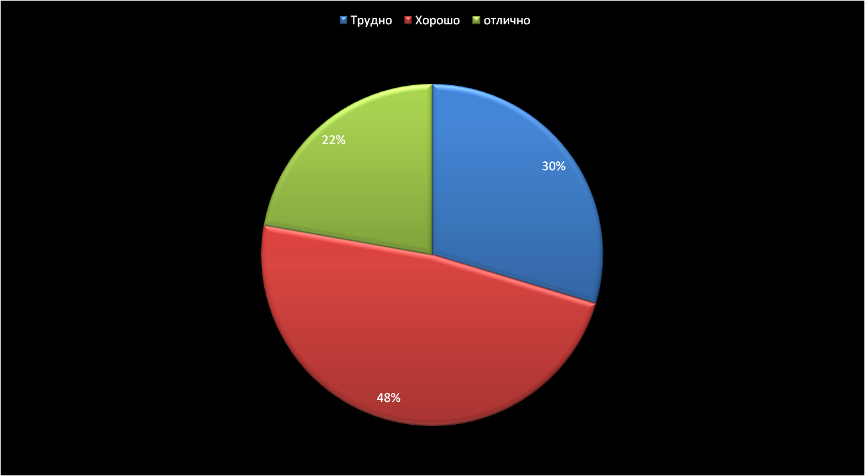 Трудно Хорошо отлично
22%
30%
48%